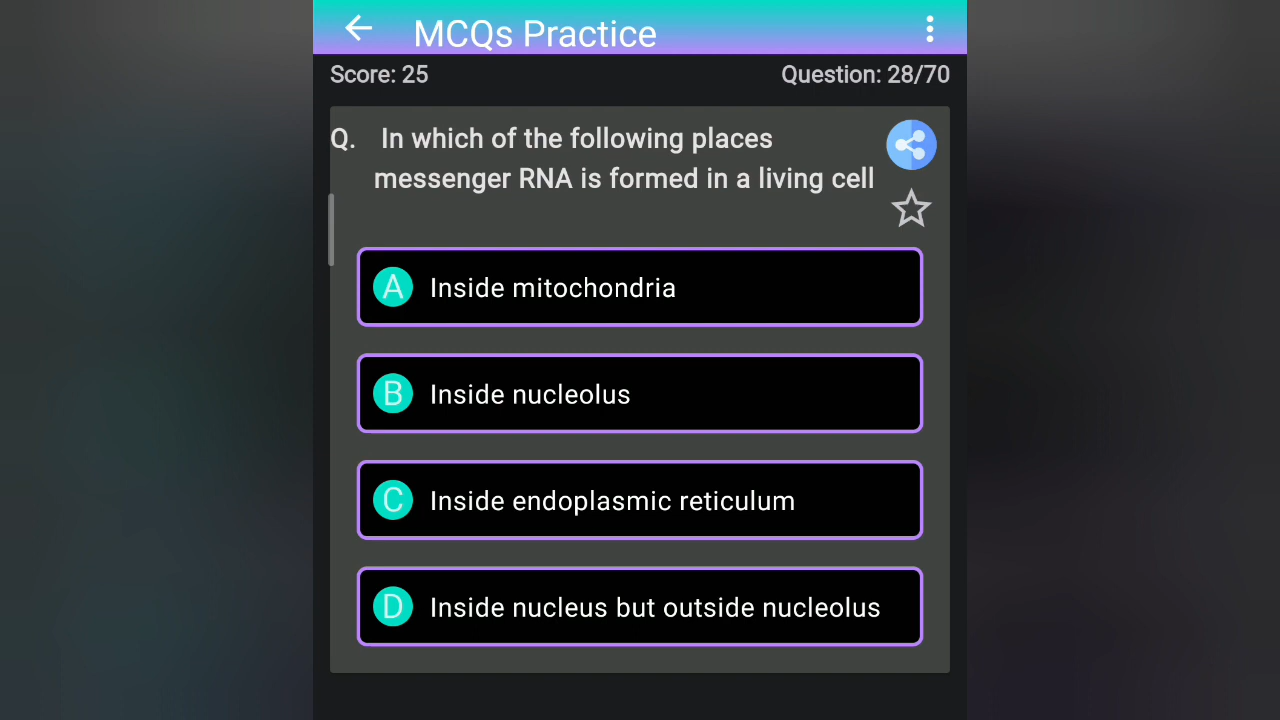 MCQs Practice
Score: 25 Question: 28/70
Q. In which of the following places
messenger RNA is formed in a living cell
A Inside mitochondria
B Inside nucleolus
C Inside endoplasmic reticulum
D Inside nucleus but outside nucleolus